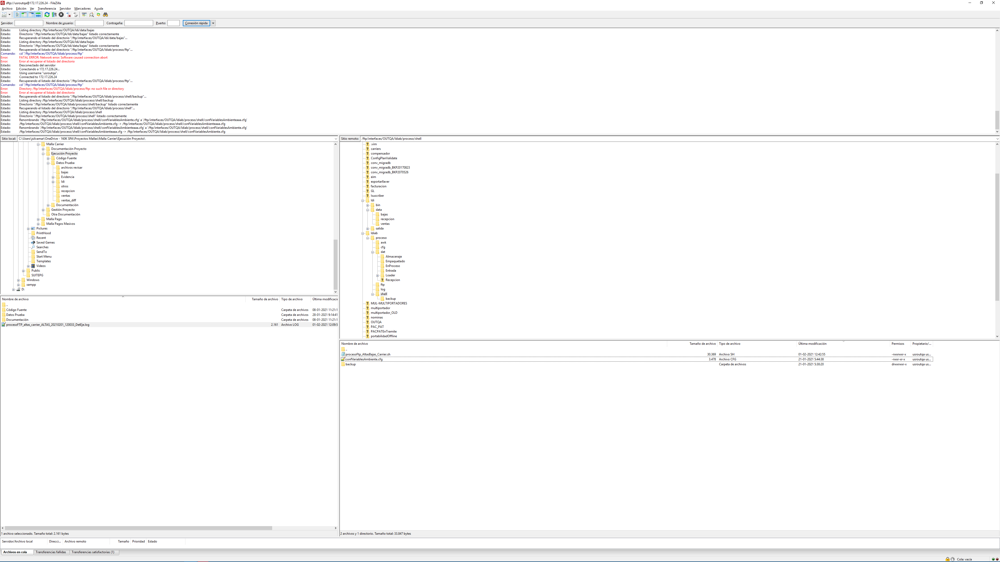 sftp://usroutqa@172.17.226.24 - FileZilla
Archivo Edición Ver Transferencia Servidor Marcadores Ayuda
Servidor: Nombre de usuario: Contraseña: Puerto: Conexión rápida
Estado: Listing directory /ftp/interfaces/OUTQA/ldi/data/bajas
Estado: Directorio "/ftp/interfaces/OUTQA/ldi/data/bajas" listado correctamente
Estado: Recuperando el listado del directorio "/ftp/interfaces/OUTQA/ldi/data/bajas"...
Estado: Listing directory /ftp/interfaces/OUTQA/ldi/data/bajas
Estado: Directorio "/ftp/interfaces/OUTQA/ldi/data/bajas" listado correctamente
Estado: Recuperando el listado del directorio "/ftp/interfaces/OUTQA/ldiab/proceso/ftp"...
Comando: cd "/ftp/interfaces/OUTQA/ldiab/proceso/ftp"
Error: FATAL ERROR: Network error: Software caused connection abort
Error: Error al recuperar el listado del directorio
Estado: Desconectado del servidor
Estado: Conectando a 172.17.226.24...
Estado: Using username "usroutqa".
Estado: Connected to 172.17.226.24
Estado: Recuperando el listado del directorio "/ftp/interfaces/OUTQA/ldiab/proceso/ftp"...
Comando: cd "/ftp/interfaces/OUTQA/ldiab/proceso/ftp"
Error: Directory /ftp/interfaces/OUTQA/ldiab/proceso/ftp: no such file or directory
Error: Error al recuperar el listado del directorio
Estado: Recuperando el listado del directorio "/ftp/interfaces/OUTQA/ldiab/proceso/shell/backup"...
Estado: Listing directory /ftp/interfaces/OUTQA/ldiab/proceso/shell/backup
Estado: Directorio "/ftp/interfaces/OUTQA/ldiab/proceso/shell/backup" listado correctamente
Estado: Recuperando el listado del directorio "/ftp/interfaces/OUTQA/ldiab/proceso/shell"...
Estado: Listing directory /ftp/interfaces/OUTQA/ldiab/proceso/shell
Estado: Directorio "/ftp/interfaces/OUTQA/ldiab/proceso/shell" listado correctamente
Estado: Renombrando '/ftp/interfaces/OUTQA/ldiab/proceso/shell/confVariablesAmbiente.cfg' a '/ftp/interfaces/OUTQA/ldiab/proceso/shell/confVariablesAmbienteaaa.cfg'
Estado: /ftp/interfaces/OUTQA/ldiab/proceso/shell/confVariablesAmbiente.cfg -> /ftp/interfaces/OUTQA/ldiab/proceso/shell/confVariablesAmbienteaaa.cfg
Estado: Renombrando '/ftp/interfaces/OUTQA/ldiab/proceso/shell/confVariablesAmbienteaaa.cfg' a '/ftp/interfaces/OUTQA/ldiab/proceso/shell/confVariablesAmbiente.cfg'
Estado: /ftp/interfaces/OUTQA/ldiab/proceso/shell/confVariablesAmbienteaaa.cfg -> /ftp/interfaces/OUTQA/ldiab/proceso/shell/confVariablesAmbiente.cfg
Sitio local: C:\Users\jsilvamar\OneDrive - 160K SPA\Proyectos Mallas\Malla Carrier\Ejecución Proyecto\
Malla Carrier
Documentación Proyecto
Ejecución Proyecto
Código Fuente
Datos Prueba
archivos revisar
bajas
Evidencia
ldi
otros
recepcion
ventas
ventas_diff
Documentación
Gestión Proyecto
Otra Documentación
Malla Pago
Malla Pagos Masivos
Pictures
PrintHood
Recent
Saved Games
Searches
SendTo
Start Menu
Templates
Videos
Public
SUITEPG
Windows
xampp
D:
Nombre de archivo Tamaño de archivo Tipo de archivo Última modificació
..
Código Fuente Carpeta de archivos 08-01-2021 11:21:1
Datos Prueba Carpeta de archivos 28-01-2021 9:14:41
Documentación Carpeta de archivos 08-01-2021 11:21:1
procesoFTP_altas_carrier_ALTAS_20210201_120033_DetEje.log 2.161 Archivo LOG 01-02-2021 12:09:5
1 archivo seleccionado. Tamaño total: 2.161 bytes
Sitio remoto: /ftp/interfaces/OUTQA/ldiab/proceso/shell
.vim
carriers
compensador
ConfigPlanValidate
conv_migradb
conv_migradb_BKP20170823
conv_migradb_BKP2070526
eim
exportarllaver
facturacion
GL
lsuscriber
ldi
bin
data
bajas
recepcion
ventas
salida
ldiab
proceso
awk
cfg
dat
Almacenaje
Empaquetado
EnProceso
Entrada
Loader
Recepcion
ftp
log
shell
backup
MUL-MULTIPORTADORES
multiportador
multiportador_OLD
nominas
OUTQA
PAC_PAT
PACPATEnTramite
portabilidadOffline
Nombre de archivo Tamaño de archivo Tipo de archivo Última modificación Permisos Propietario/...
..
procesoFtp_AltasBajas_Carrier.sh 30.369 Archivo SH 01-02-2021 12:42:55 -rwxrwxr-x usroutqa us...
confVariablesAmbiente.cfg 3.478 Archivo CFG 21-01-2021 5:44:38 -rwxr-xr-x usroutqa us...
backup Carpeta de archivos 21-01-2021 5:30:20 drwxrwxr-x usroutqa us...
2 archivos y 1 directorio. Tamaño total: 33.847 bytes
Servidor/Archivo local Direcci... Archivo remoto Tamaño Prioridad Estado
Archivos en cola Transferencias fallidas Transferencias satisfactorias (1)
Cola: vacía